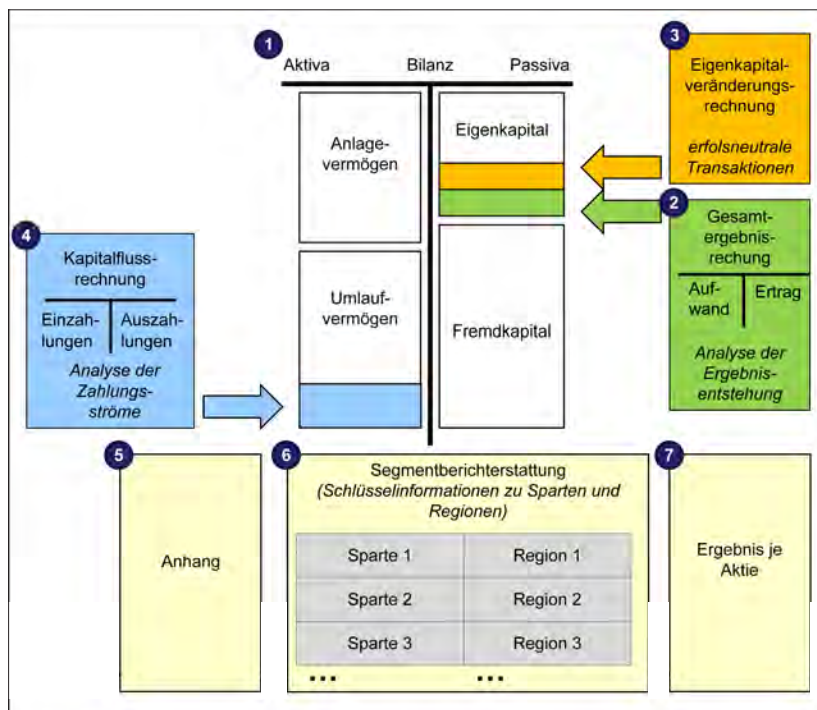 1
Aktiva Bilanz Passiva
Anlage-
vermögen
Eigenkapital
Umlauf-
vermögen
Fremdkapital
3
Eigenkapital-
veränderungs-
rechnung
erfolsneutrale
Transaktionen
2
Gesamt-
ergebnis-
rechung
Auf-
wand
Ertrag
Analyse der
Ergebnis-
entstehung
4
Kapitalfluss-
rechnung
Einzah-
lungen
Auszah-
lungen
Analyse der
Zahlungs-
ströme
5
Anhang
6
Segmentberichterstattung
(Schlüsselinformationen zu Sparten und
Regionen)
Sparte 1 Region 1
Sparte 2 Region 2
Sparte 3 Region 3
... ...
7
Ergebnis je
Aktie